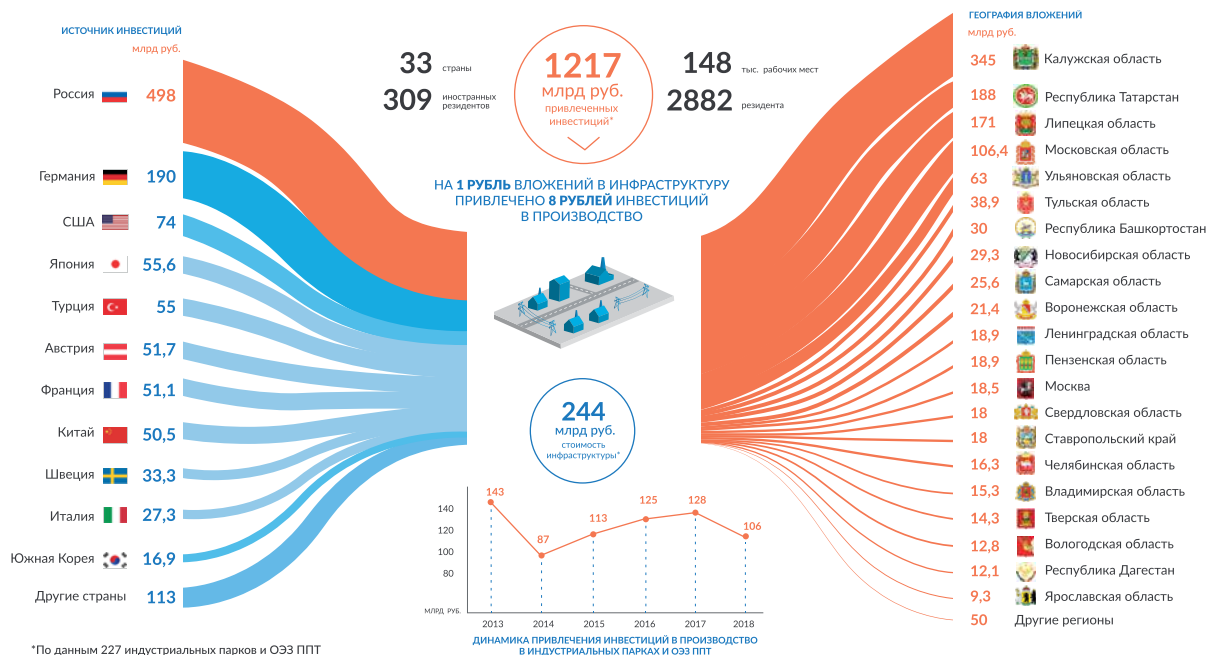 ИСТОЧНИК ИНВЕСТИЦИЙ
млрд руб.
Россия 498
Германия 190
США 74
Япония 55,6
Турция 55
Австрия 51,7
Франция 51,1
Китай 50,5
Швеция 33,3
Италия 27,3
Южная Корея 16,9
Другие страны 113
*По данным 227 индустриальных парков и ОЭЗ ППТ
33 страны
309 иностранных
резидентов
1217
млрд руб.
привлеченных
инвестиций*
148 тыс. рабочих мест
2882 резидента
НА 1 РУБЛЬ ВЛОЖЕНИЙ В ИНФРАСТРУКТУРУ
ПРИВЛЕЧЕНО 8 РУБЛЕЙ ИНВЕСТИЦИЙ
В ПРОИЗВОДСТВО
244
млрд руб.
стоимость
инфраструктуры*
143
87
113
125
128
106
140
120
100
80
МЛРД РУБ.
2013 2014 2015 2016 2017 2018
ДИНАМИКА ПРИВЛЕЧЕНИЯ ИНВЕСТИЦИЙ В ПРОИЗВОДСТВО
В ИНДУСТРИАЛЬНЫХ ПАРКАХ И ОЭЗ ППТ
ГЕОГРАФИЯ ВЛОЖЕНИЙ
млрд руб.
345 Калужская область
188 Республика Татарстан
171 Липецкая область
106,4 Московская область
63 Ульяновская область
38,9 Тульская область
30 Республика Башкортостан
29,3 Новосибирская область
25,6 Самарская область
21,4 Воронежская область
18,9 Ленинградская область
18,9 Пензенская область
18,5 Москва
18 Свердловская область
18 Ставропольский край
16,3 Челябинская область
15,3 Владимирская область
14,3 Тверская область
12,8 Вологодская область
12,1 Республика Дагестан
9,3 Ярославская область
50 Другие регионы